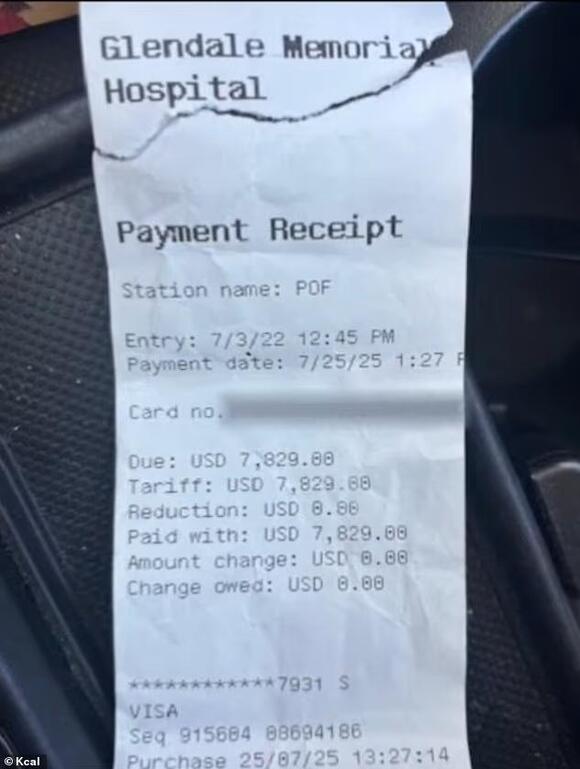 Glendale Memorial
Hospital
Payment Receipt
Station name: POF
Entry: 7/3/22 12:45 PM
Payment date: 7/25/25 1:27
Card no.
Due: USD 7,829.00
Tariff: USD 7,829.00
Reduction: USD 0.00
Paid with: USD 7,829.00
Amount change: USD 0.00
Change owed: USD 0.00
************7931 S
VISA
Seq 915604 00694186
Purchase 25/07/25 13:27:14
© Kcal